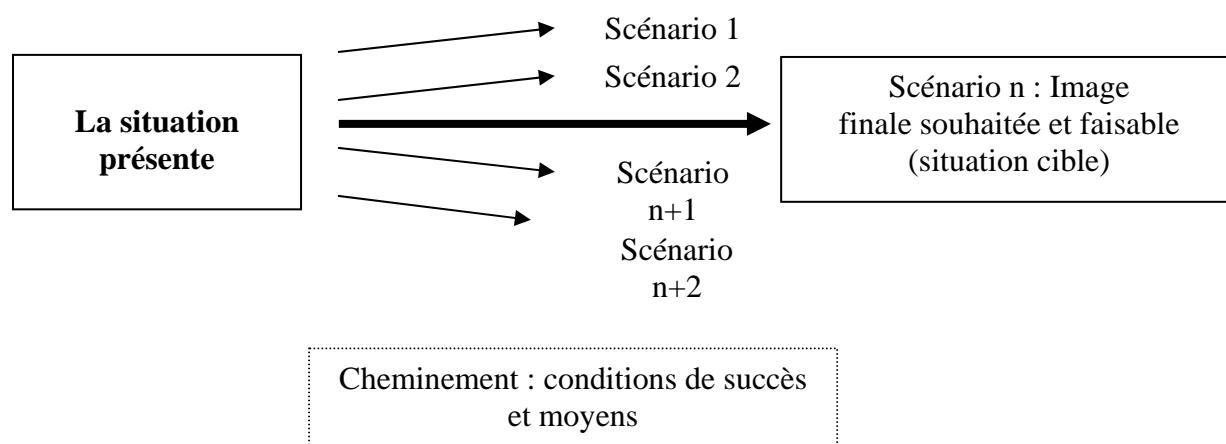 Scénario 1
Scénario 2
La situation
présente
Scénario n : Image
finale souhaitée et faisable
(situation cible)
Scénario
n+1
Scénario
n+2
Cheminement : conditions de succès
et moyens